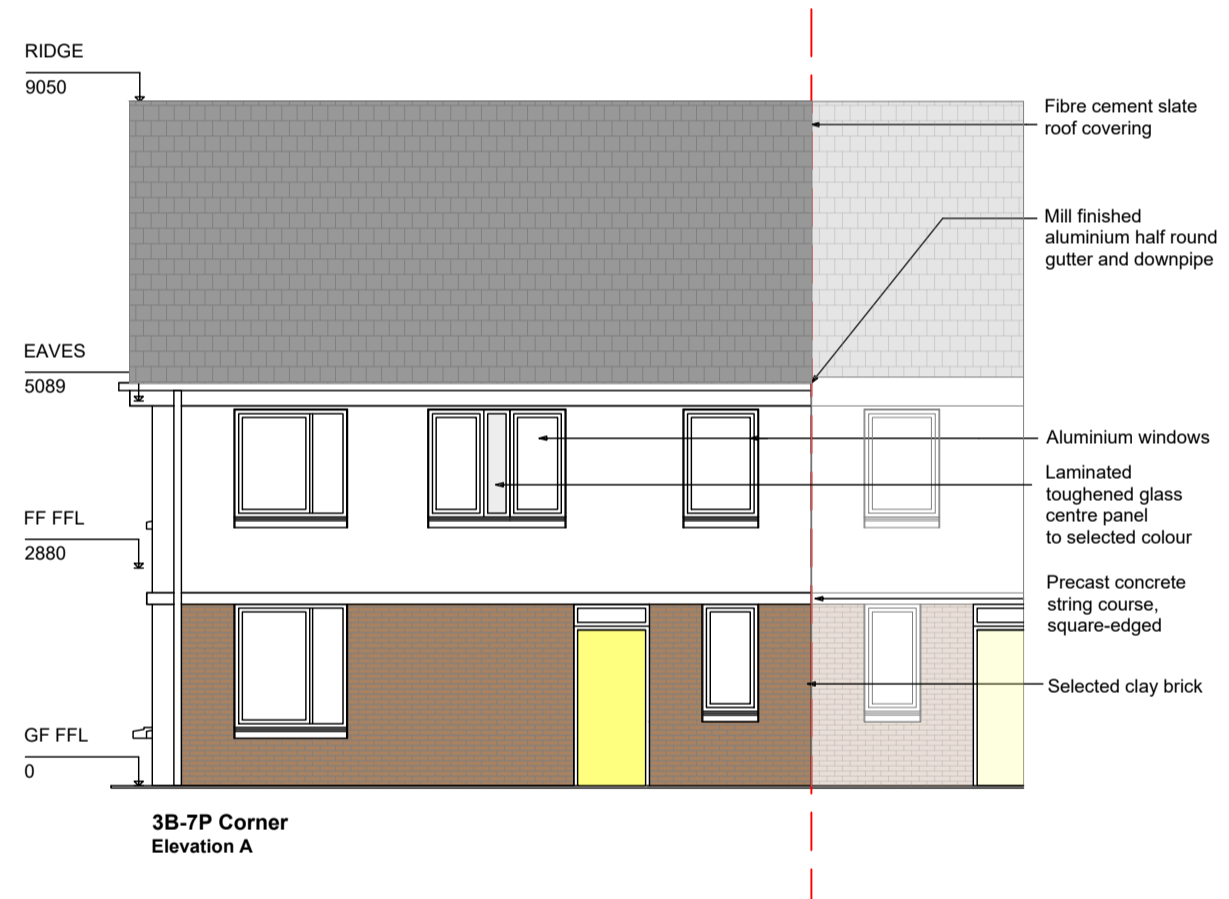 RIDGE
9050
Fibre cement slate
roof covering
Mill finished
aluminium half round
gutter and downpipe
EAVES
5089
Aluminium windows
Laminated
toughened glass
centre panel
to selected colour
FF FFL
2880
Precast concrete
string course,
square-edged
Selected clay brick
GF FFL
0
3B-7P Corner
Elevation A